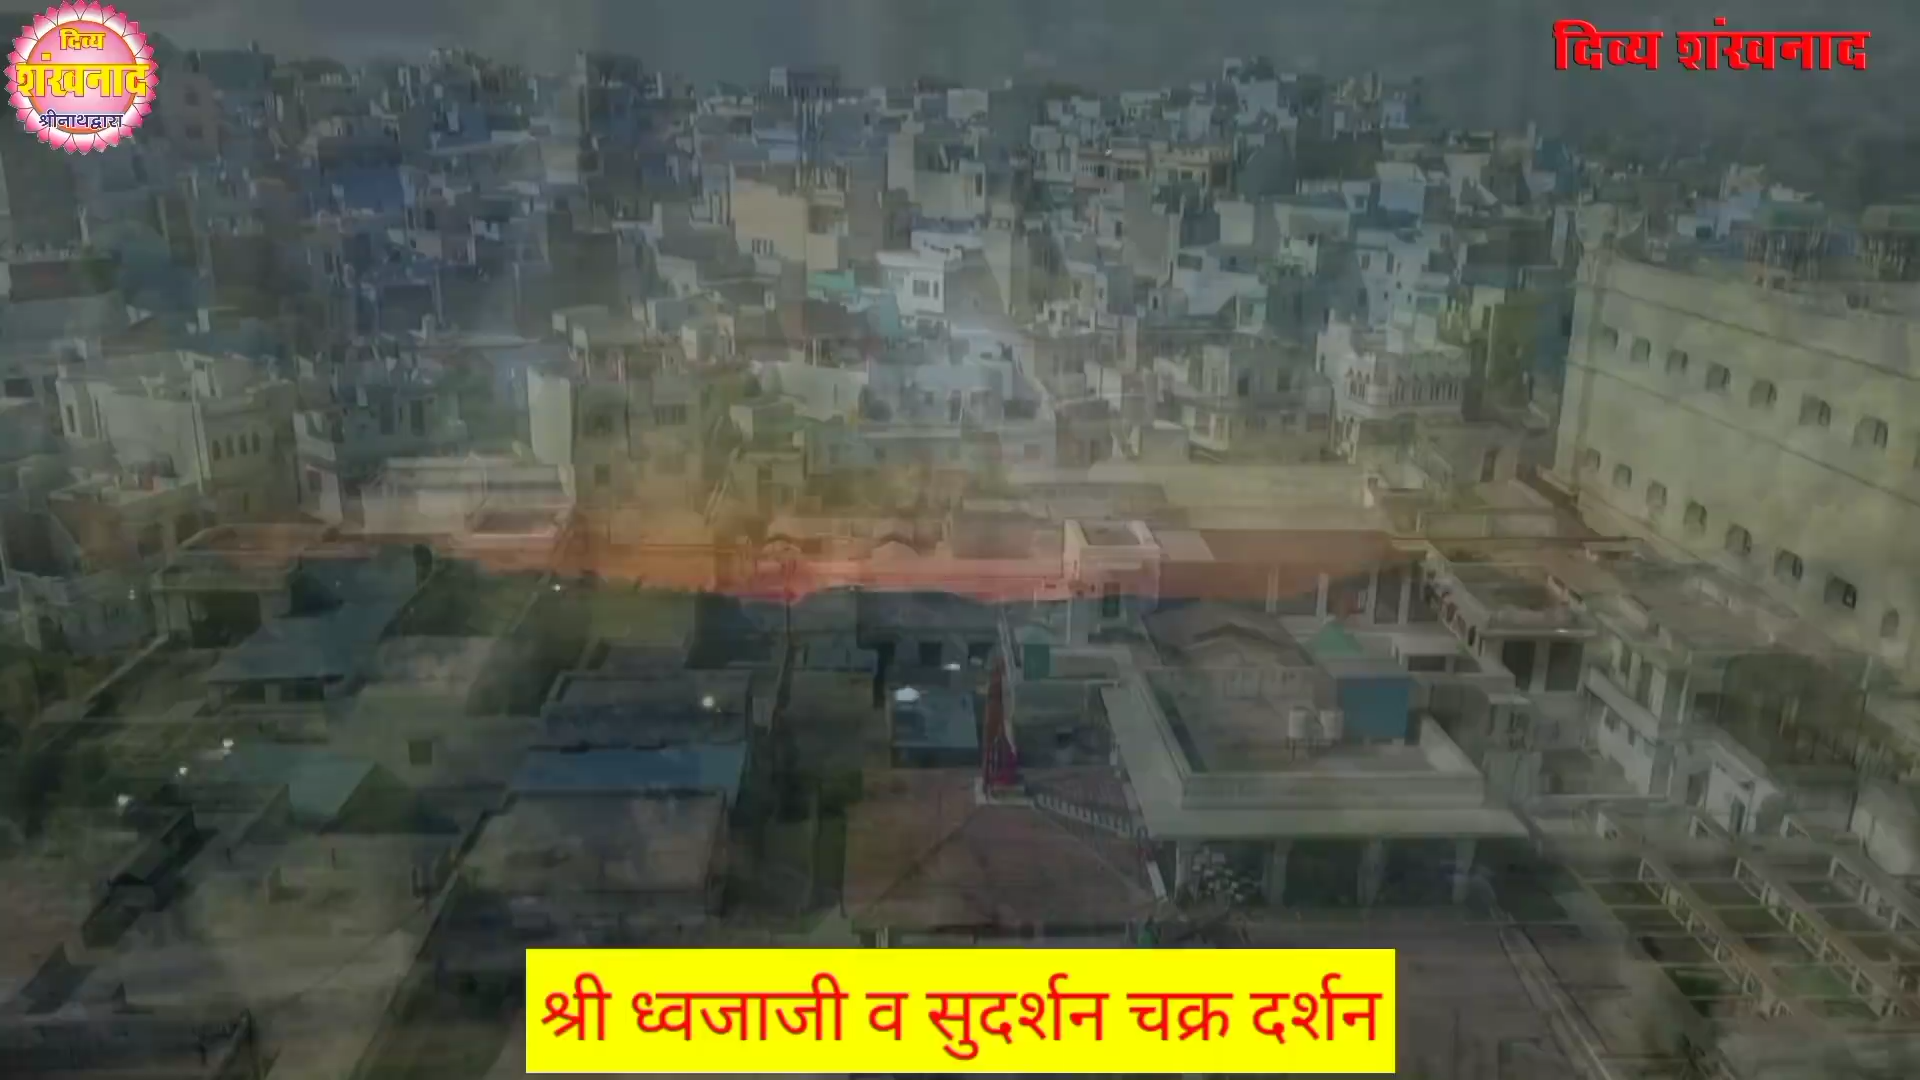 दिव्य
शंखनाद
श्रीनाथद्वारा
दिव्य शंखनाद
श्री ध्वजाजी व सुदर्शन चक्र दर्शन